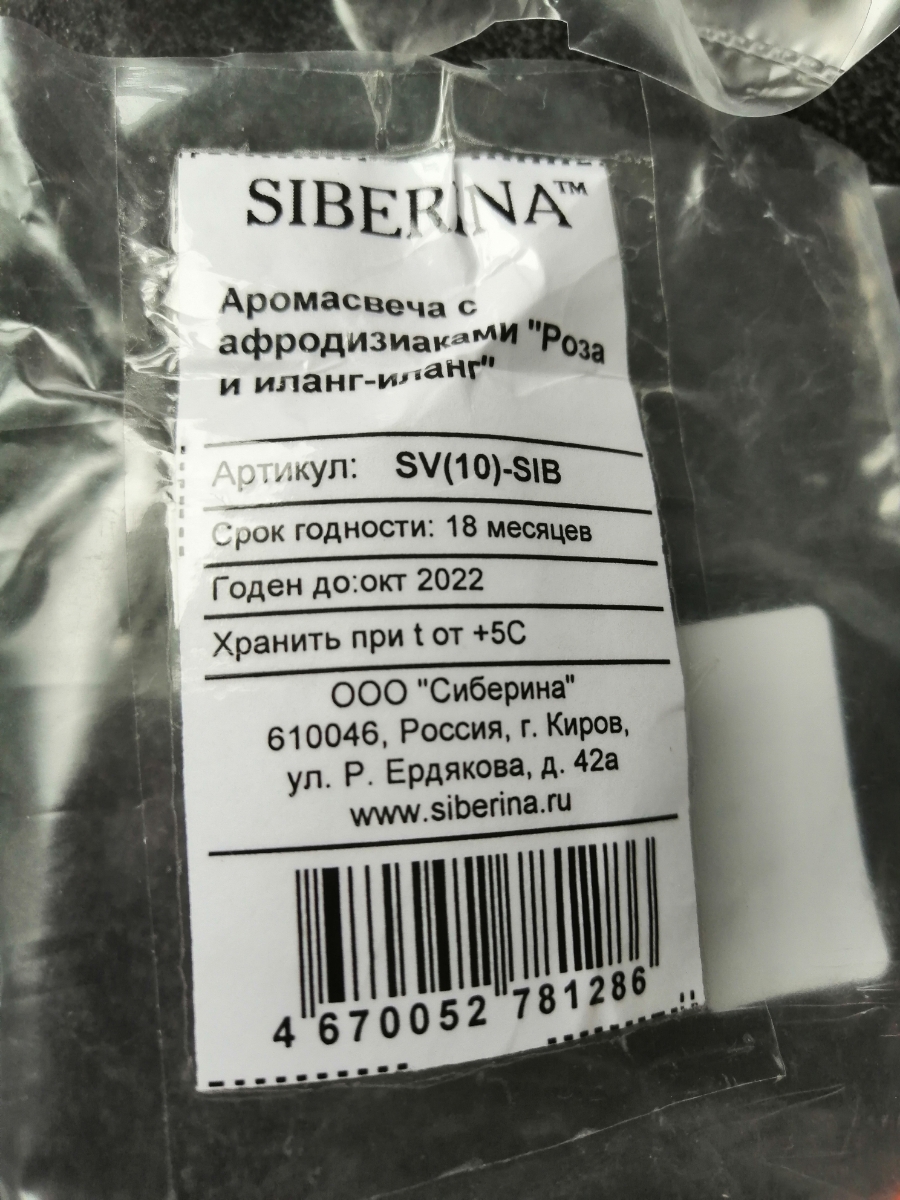 SIBERINA™
Аромасвеча с
афродизиаками "Роза
и иланг-иланг"
Артикул: SV(10)-SIB
Срок годности: 18 месяцев
Годен до:окт 2022
Хранить при t от +5С
ООО "Сиберина"
610046, Россия, г. Киров,
ул. Р. Ердякова, д. 42а
www.siberina.ru
4 670052 781286